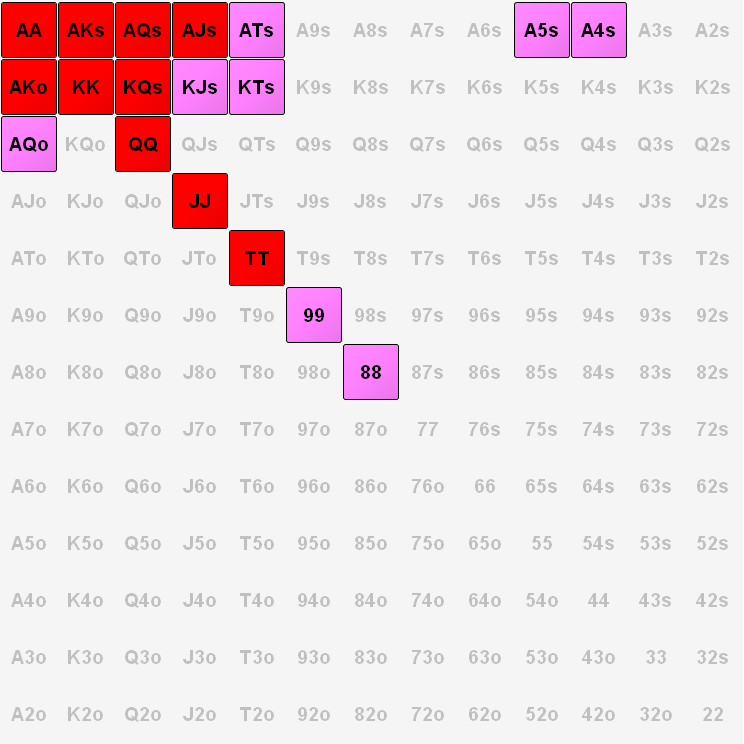 AA AKs AQs AJs ATs A9s A8s A7s A6s A5s A4s A3s A2s
AKo KK KQs KJs KTs K9s K8s K7s K6s K5s K4s K3s K2s
AQo KQo QQ QJs QTs Q9s Q8s Q7s Q6s Q5s Q4s Q3s Q2s
AJo KJo QJo JJ JTs J9s J8s J7s J6s J5s J4s J3s J2s
ATo KTo QTo JTo TT T9s T8s T7s T6s T5s T4s T3s T2s
A9o K9o Q9o J9o T9o 99 98s 97s 96s 95s 94s 93s 92s
A8o K8o Q8o J8o T8o 98o 88 87s 86s 85s 84s 83s 82s
A7o K7o Q7o J7o T7o 97o 87o 77 76s 75s 74s 73s 72s
A6o K6o Q6o J6o T6o 96o 86o 76o 66 65s 64s 63s 62s
A5o K5o Q5o J5o T5o 95o 85o 75o 65o 55 54s 53s 52s
A4o K4o Q4o J4o T4o 94o 84o 74o 64o 54o 44 43s 42s
A3o K3o Q3o J3o T3o 93o 83o 73o 63o 53o 43o 33 32s
A2o K2o Q2o J2o T2o 92o 82o 72o 62o 52o 42o 32o 22